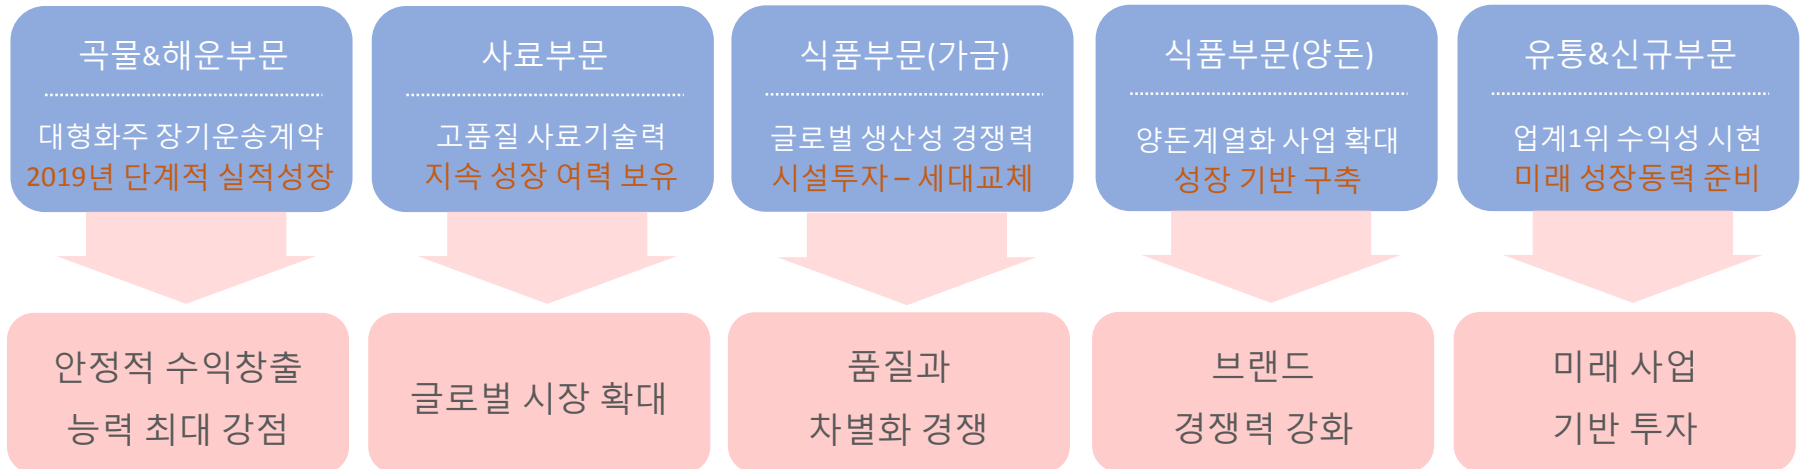 곡물&해운부문
대형화주 장기운송계약
2019년 단계적 실적성장
안정적 수익창출
능력 최대 강점
사료부문
고품질 사료기술력
지속 성장 여력 보유
글로벌 시장 확대
식품부문(가금)
글로벌 생산성 경쟁력
시설투자 – 세대교체
품질과
차별화 경쟁
식품부문(양돈)
양돈계열화 사업 확대
성장 기반 구축
브랜드
경쟁력 강화
유통&신규부문
업계1위 수익성 시현
미래 성장동력 준비
미래 사업
기반 투자